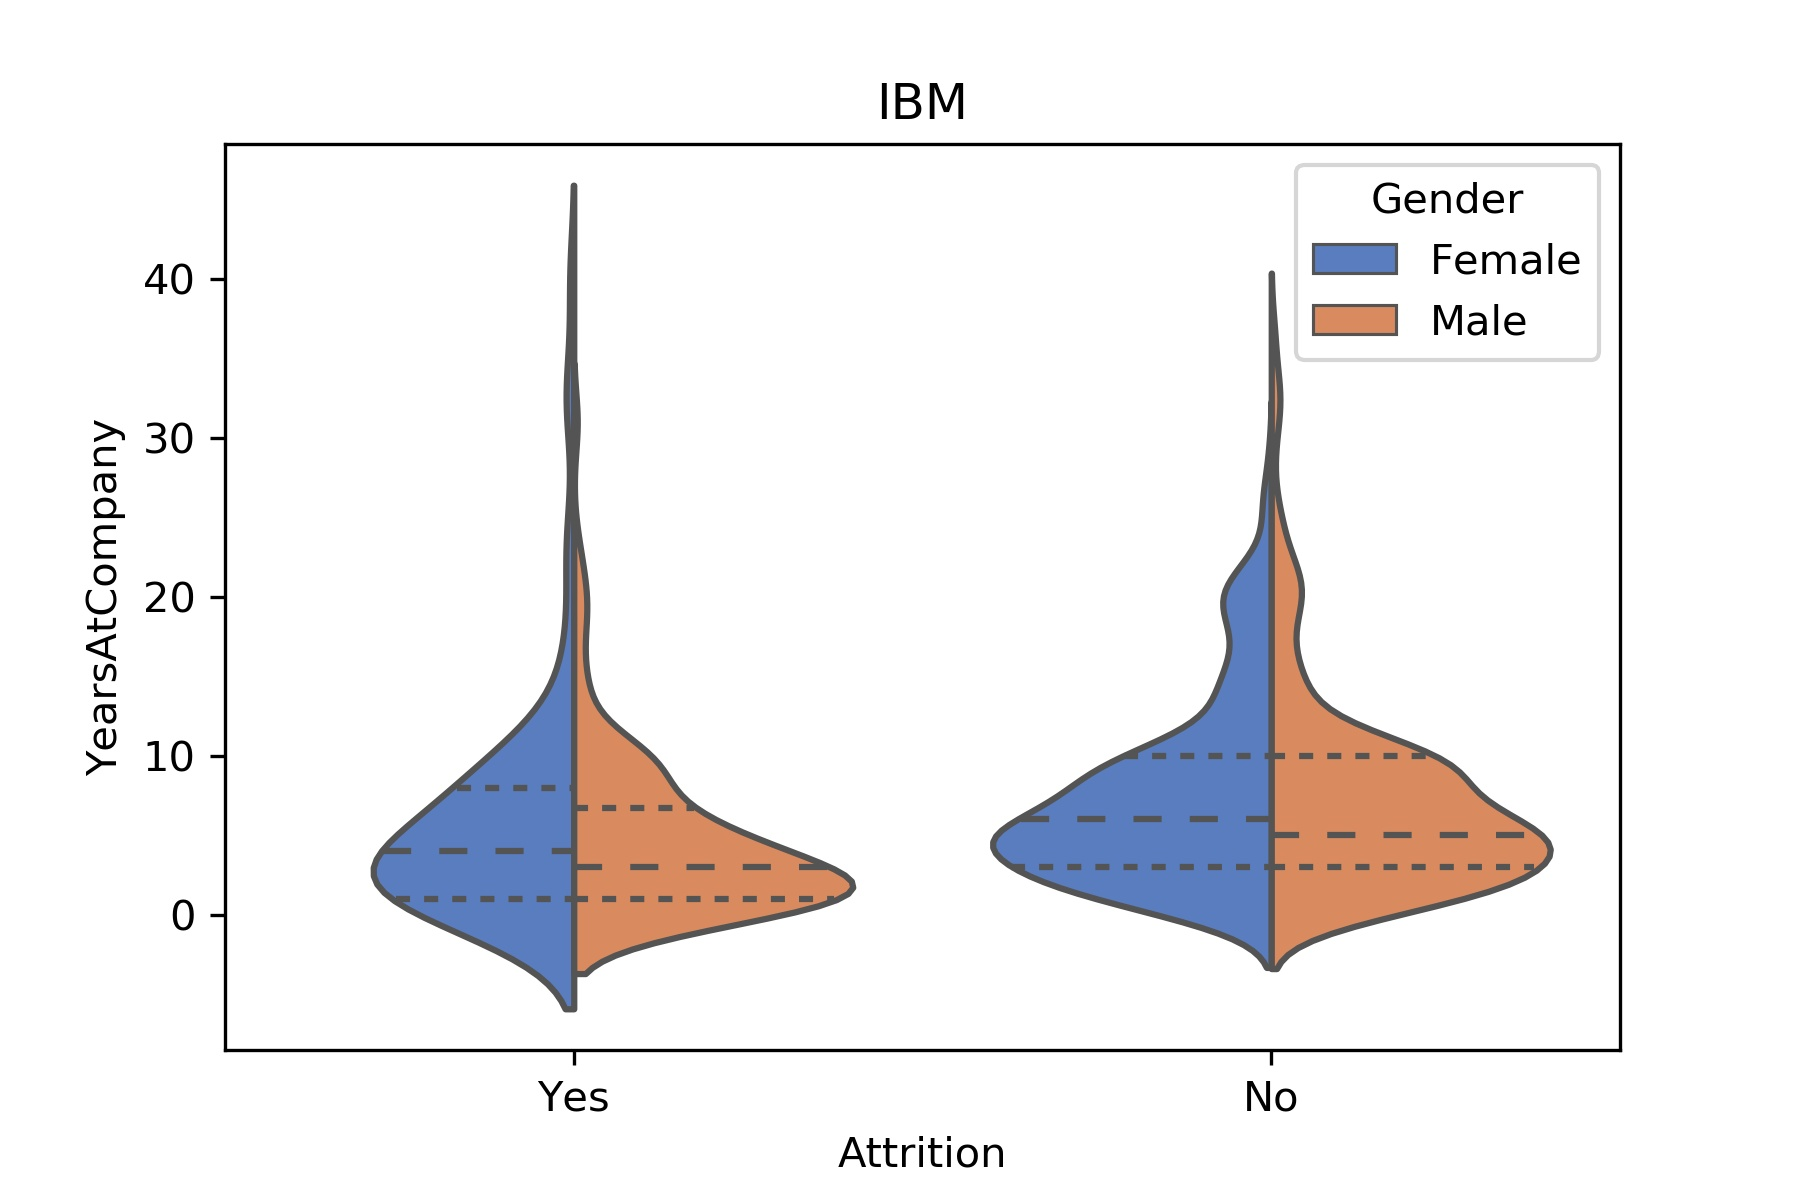 IBM
Gender
Female
Male
40
30
20
10
0
YearsAtCompany
Yes
No
Attrition